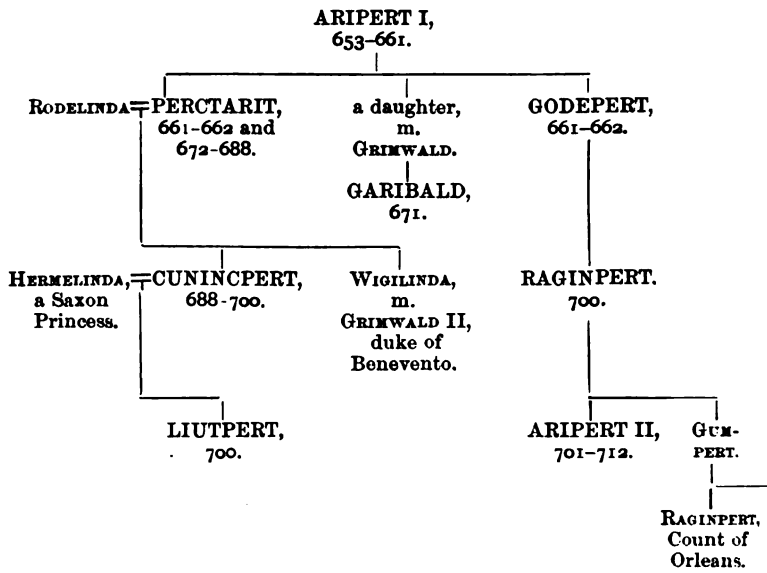 ARIPERT I,
653–661.
RODELINDA = PERCTARIT,
661–662 and
672–688.
a daughter,
m.
GRIMWALD.
GODEPERT,
661–662.
GARIBALD,
671.
HERMELINDA,
a Saxon
Princess.
= CUNINCPERT,
688–700.
WIGILINDA,
m.
GRIMWALD II,
duke of
Benevento.
RAGINPERT.
700.
LIUTPERT,
700.
ARIPERT II,
701–712.
GUM-
PERT.
RAGINPERT,
Count of
Orleans.